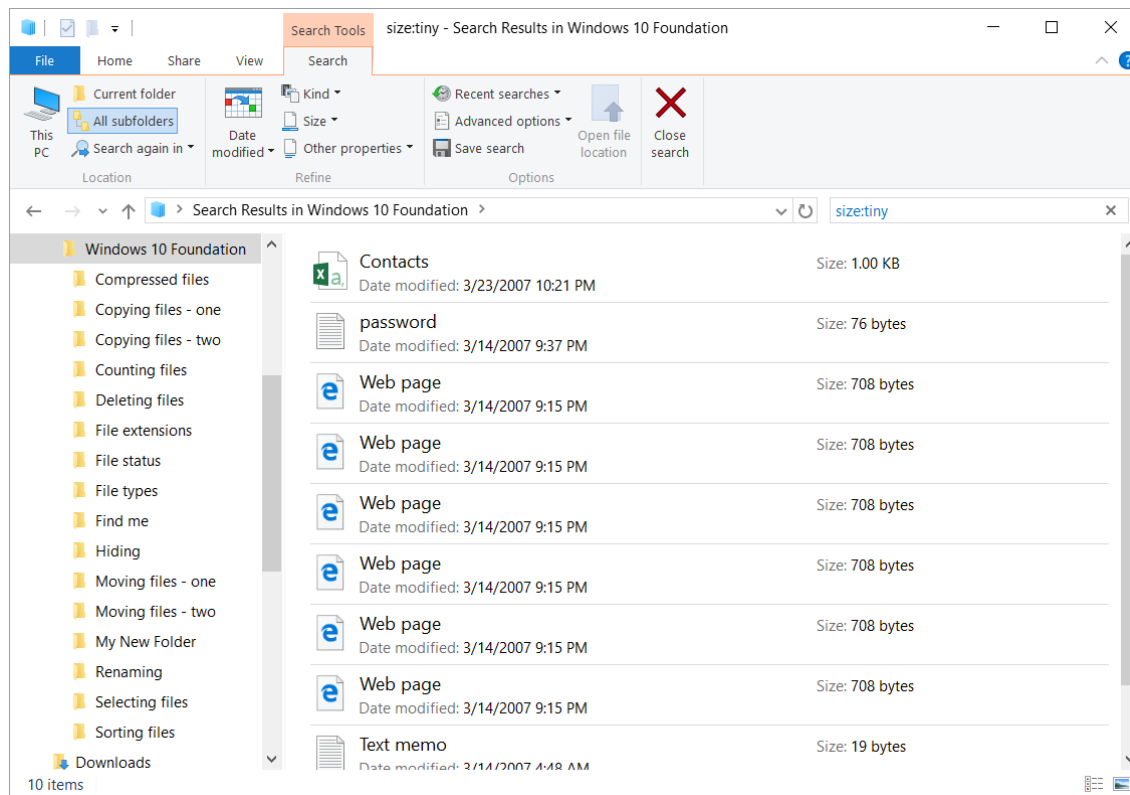 Search Tools size:tiny - Search Results in Windows 10 Foundation
File Home Share View Search
This PC
Current folder
All subfolders
Search again in
Location
Date modified
Kind
Size
Other properties
Refine
Recent searches
Advanced options
Save search
Open file location
Options
Close search
Search Results in Windows 10 Foundation
size:tiny
Windows 10 Foundation
Compressed files
Copying files - one
Copying files - two
Counting files
Deleting files
File extensions
File status
File types
Find me
Hiding
Moving files - one
Moving files - two
My New Folder
Renaming
Selecting files
Sorting files
Downloads
Contacts
Date modified: 3/23/2007 10:21 PM
Size: 1.00 KB
password
Date modified: 3/14/2007 9:37 PM
Size: 76 bytes
Web page
Date modified: 3/14/2007 9:15 PM
Size: 708 bytes
Web page
Date modified: 3/14/2007 9:15 PM
Size: 708 bytes
Web page
Date modified: 3/14/2007 9:15 PM
Size: 708 bytes
Web page
Date modified: 3/14/2007 9:15 PM
Size: 708 bytes
Web page
Date modified: 3/14/2007 9:15 PM
Size: 708 bytes
Web page
Date modified: 3/14/2007 9:15 PM
Size: 708 bytes
Text memo
Date modified: 3/14/2007 4:48 AM
Size: 19 bytes
10 items